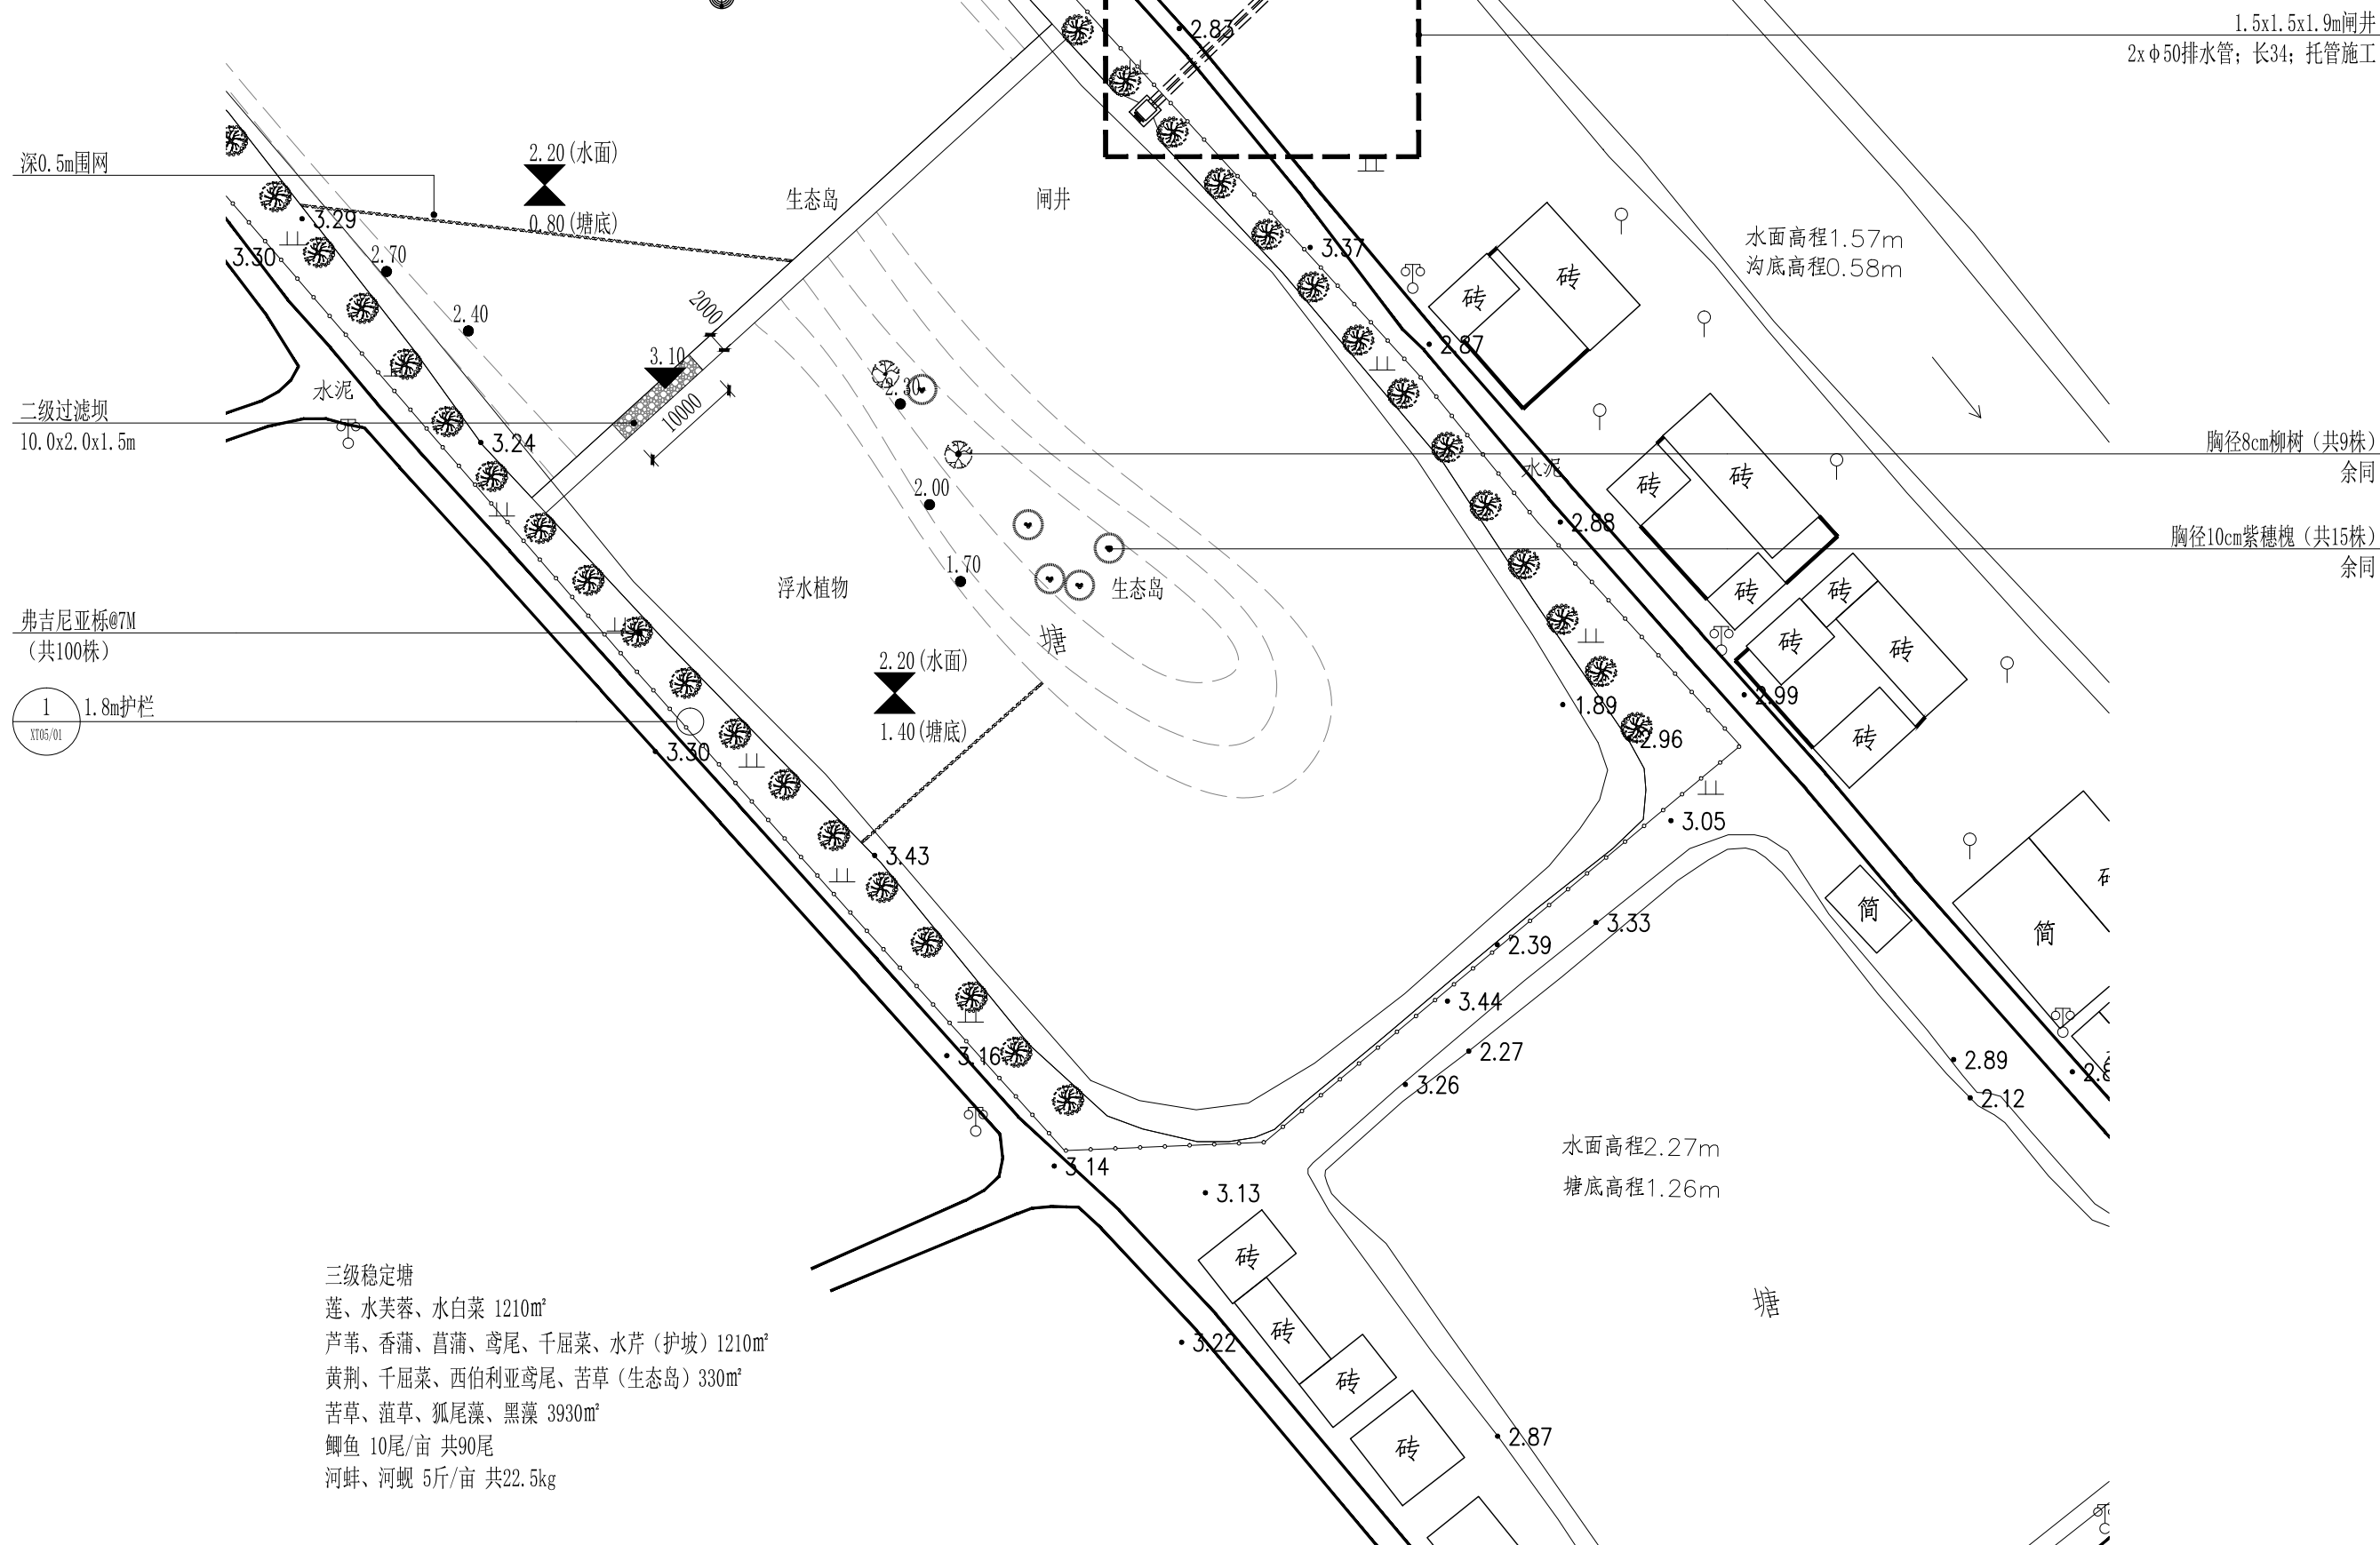 1.5x1.5x1.9m闸井
2xφ50排水管；长34；托管施工
2.83
深0.5m围网
2.20(水面)
0.80(塘底)
生态岛
闸井
3.29
3.30
2.70
2.40
3.37
水面高程1.57m
沟底高程0.58m
砖
砖
2000
3.10
10000
2.30
2.87
水泥
二级过滤坝
10.0x2.0x1.5m
3.24
胸径8cm柳树（共9株）
余同
水泥
砖
砖
2.00
2.88
胸径10cm紫穗槐（共15株）
余同
1.70
浮水植物
生态岛
塘
砖
砖
砖
砖
弗吉尼亚栎@7M
（共100株）
2.20(水面)
1.40(塘底)
1
XT05/01
1.8m护栏
3.30
1.89
2.96
2.99
砖
3.05
3.43
3.33
2.39
简
简
3.44
2.27
3.26
3.16
2.89
2.12
3.14
3.13
水面高程2.27m
塘底高程1.26m
砖
砖
砖
砖
3.22
塘
2.87
三级稳定塘
莲、水芙蓉、水白菜 1210㎡
芦苇、香蒲、菖蒲、鸢尾、千屈菜、水芹（护坡）1210㎡
黄荆、千屈菜、西伯利亚鸢尾、苦草（生态岛）330㎡
苦草、菹草、狐尾藻、黑藻 3930㎡
鲫鱼 10尾/亩 共90尾
河蚌、河蚬 5斤/亩 共22.5kg